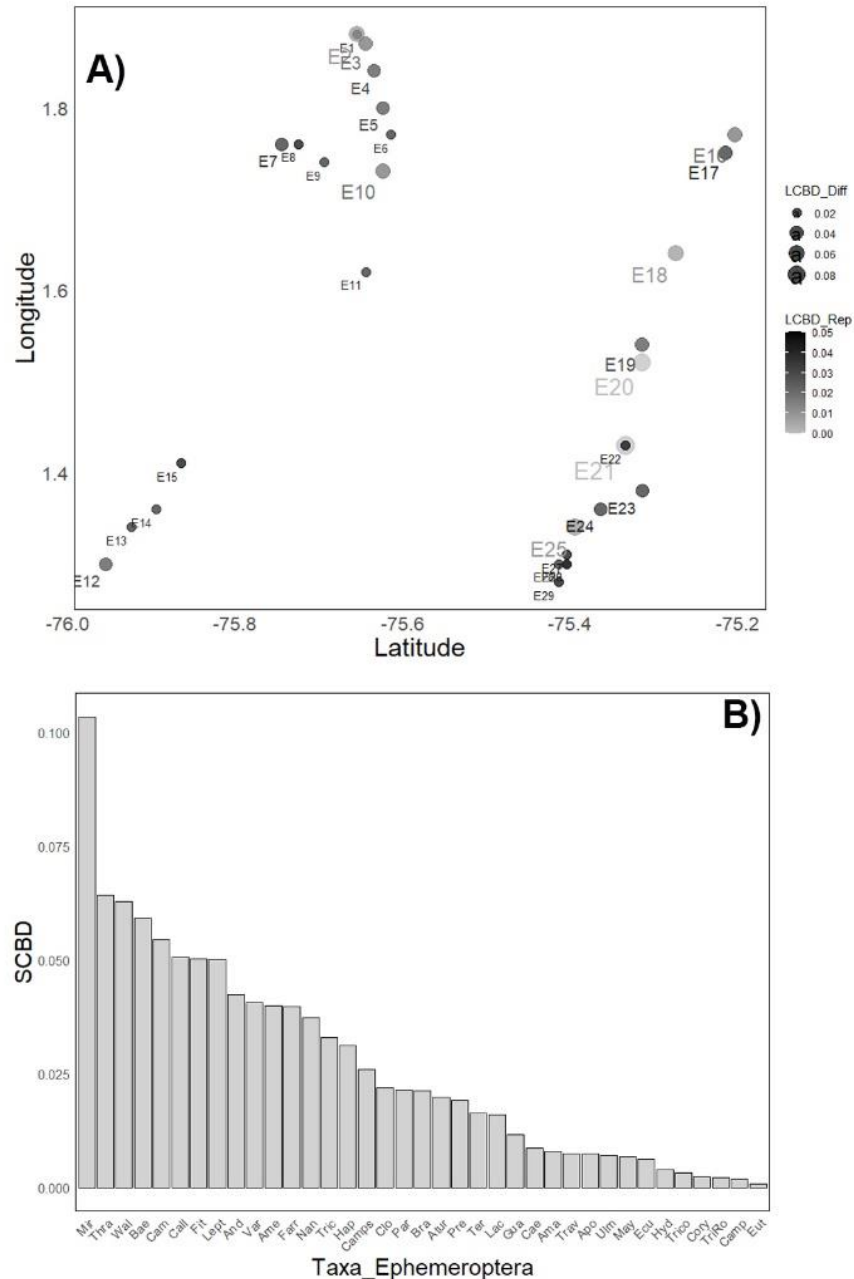 A)
Longitude
1.8
1.6
1.4
E1
E2
E3
E4
E5
E6
E7
E8
E9
E10
E11
E12
E13
E14
E15
E16
E17
E18
E19
E20
E21
E22
E23
E24
E25
E27
E29
-76.0 -75.8 -75.6 -75.4 -75.2
Latitude
LCBD_Diff
0.02
0.04
0.06
0.08
LCBD_Rep
0.05
0.04
0.03
0.02
0.01
0.00
B)
SCBD
0.100
0.075
0.050
0.025
0.000
Mir Thra Wal Bae Cam Call Fit Lept And Var Ame Farr Nan Tric Hap Camps Clo Par Bra Atur Pre Ter Lac Gua Cae Ama Trav Apo Ulm May Ecu Hyd Trico Cory TriRo Camp Eut
Taxa_Ephemeroptera